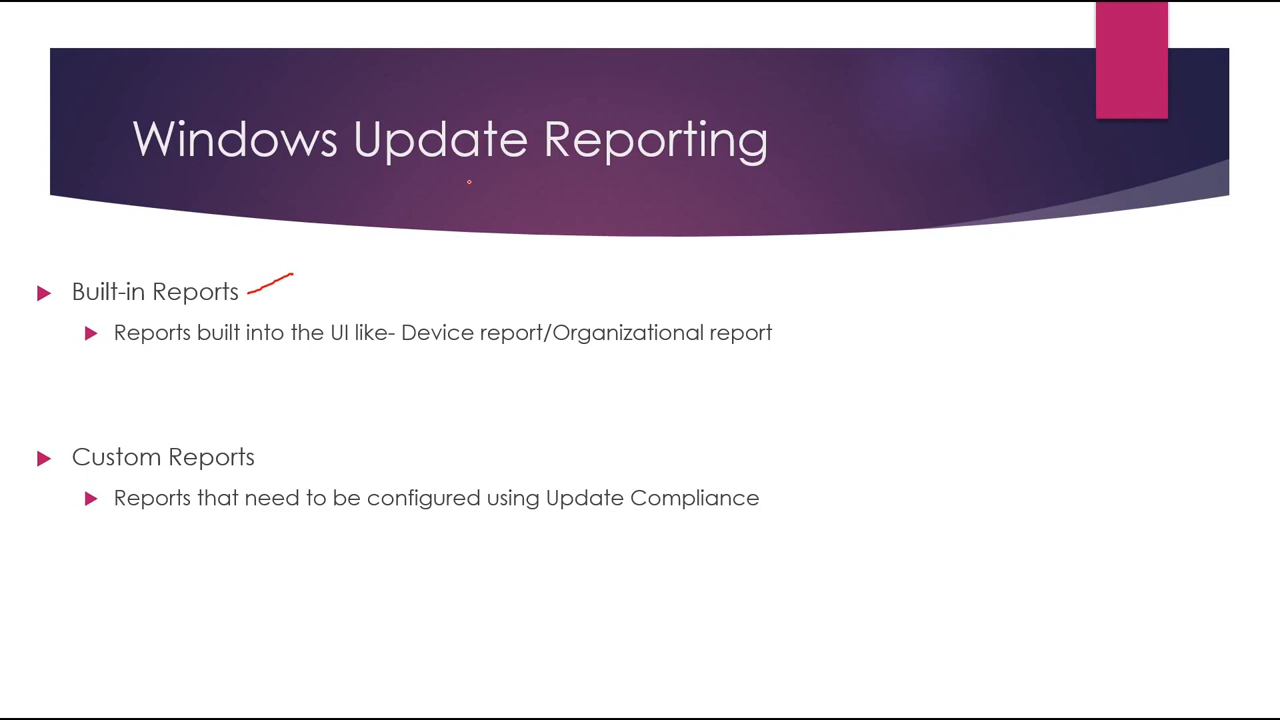 Windows Update Reporting
Built-in Reports
Reports built into the UI like- Device report/Organizational report
Custom Reports
Reports that need to be configured using Update Compliance